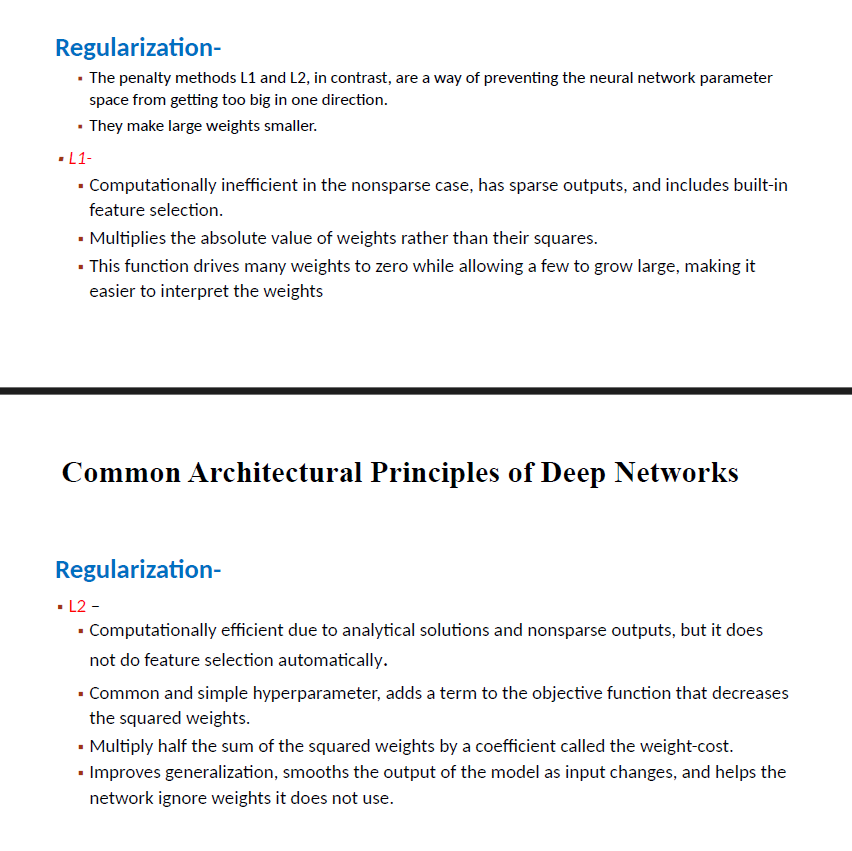 Regularization-
▪ The penalty methods L1 and L2, in contrast, are a way of preventing the neural network parameter
space from getting too big in one direction.
▪ They make large weights smaller.
▪ L1-
▪ Computationally inefficient in the nonsparse case, has sparse outputs, and includes built-in
feature selection.
▪ Multiplies the absolute value of weights rather than their squares.
▪ This function drives many weights to zero while allowing a few to grow large, making it
easier to interpret the weights
Common Architectural Principles of Deep Networks
Regularization-
▪ L2 –
▪ Computationally efficient due to analytical solutions and nonsparse outputs, but it does
not do feature selection automatically.
▪ Common and simple hyperparameter, adds a term to the objective function that decreases
the squared weights.
▪ Multiply half the sum of the squared weights by a coefficient called the weight-cost.
▪ Improves generalization, smooths the output of the model as input changes, and helps the
network ignore weights it does not use.